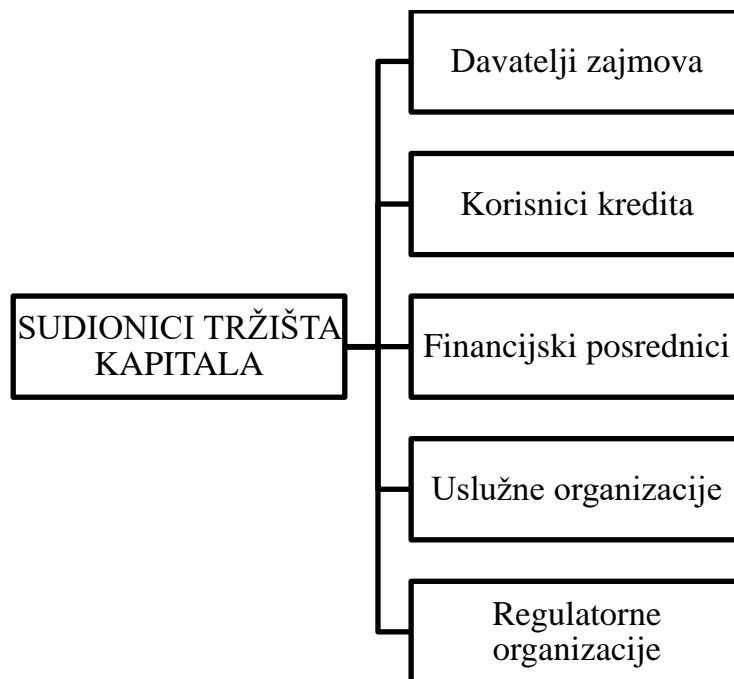 Davatelji zajmova
Korisnici kredita
SUDIONICI TRŽIŠTA
KAPITALA
Financijski posrednici
Uslužne organizacije
Regulatorne
organizacije